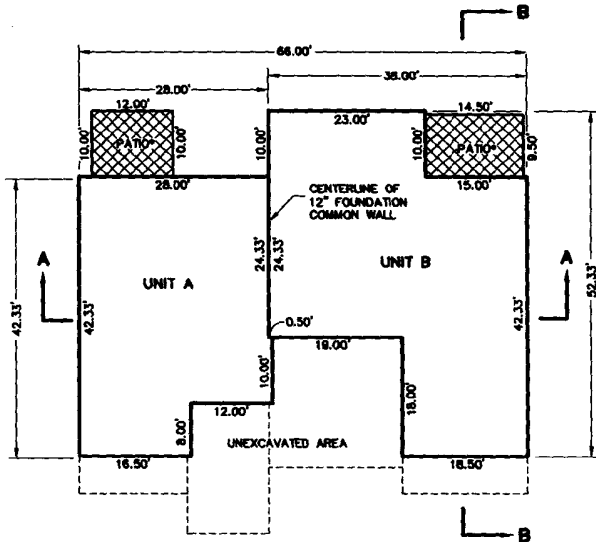 B
66.00'
28.00'
38.00'
12.00'
23.00'
14.50'
10.00'
PATIO*
10.00'
10.00'
10.00'
PATIO*
9.50'
28.00'
15.00'
CENTERLINE OF
12" FOUNDATION
COMMON WALL
A
42.33'
42.33'
UNIT A
24.33'
24.33'
UNIT B
42.33'
A
52.33'
0.50'
19.00'
10.00'
12.00'
18.00'
8.00'
UNEXCAVATED AREA
16.50'
18.50'
B